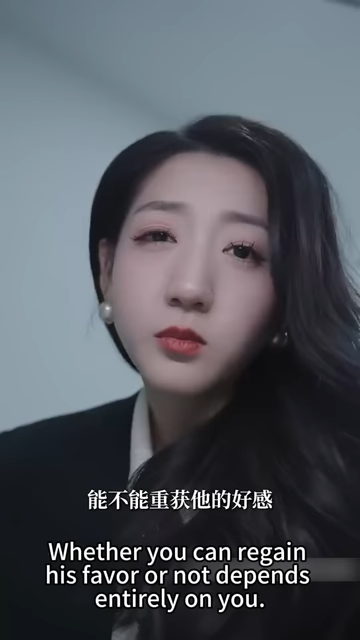 能不能重获他的好感
Whether you can regain
his favor or not depends
entirely on you.